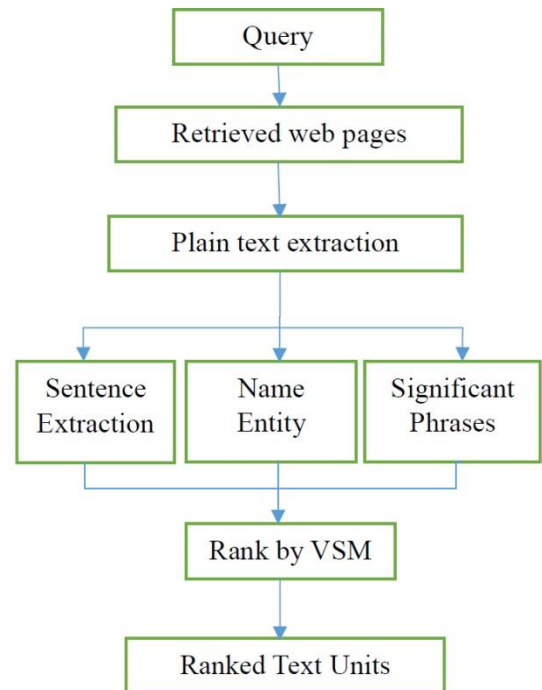 Query
Retrieved web pages
Plain text extraction
Sentence
Extraction
Name
Entity
Significant
Phrases
Rank by VSM
Ranked Text Units